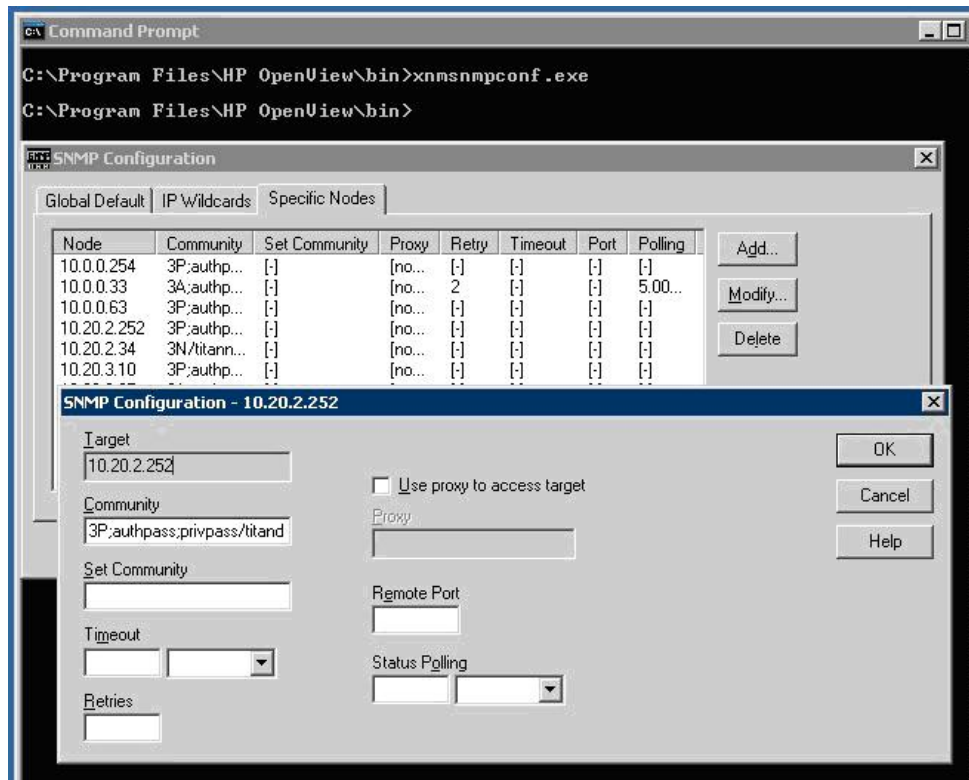 Command Prompt
C:\Program Files\HP OpenView\bin>xnmsnmpconf.exe
C:\Program Files\HP OpenView\bin>
SNMP Configuration
Global Default IP Wildcards Specific Nodes
Node Community Set Community Proxy Retry Timeout Port Polling
10.0.0.254 3P;authp... [-] [no... [-] [-] [-] [-]
10.0.0.33 3A;authp... [-] [no... 2 [-] [-] 5.00...
10.0.0.63 3P;authp... [-] [no... [-] [-] [-] [-]
10.20.2.252 3P;authp... [-] [no... [-] [-] [-] [-]
10.20.2.34 3N/titann... [-] [no... [-] [-] [-] [-]
10.20.3.10 3P;authp... [-] [no... [-] [-] [-] [-]
Add...
Modify...
Delete
SNMP Configuration - 10.20.2.252
Target
10.20.2.252
Community
3P;authpass;privpass/titand
Set Community
Timeout
Retries
Use proxy to access target
Proxy
Remote Port
Status Polling
OK
Cancel
Help